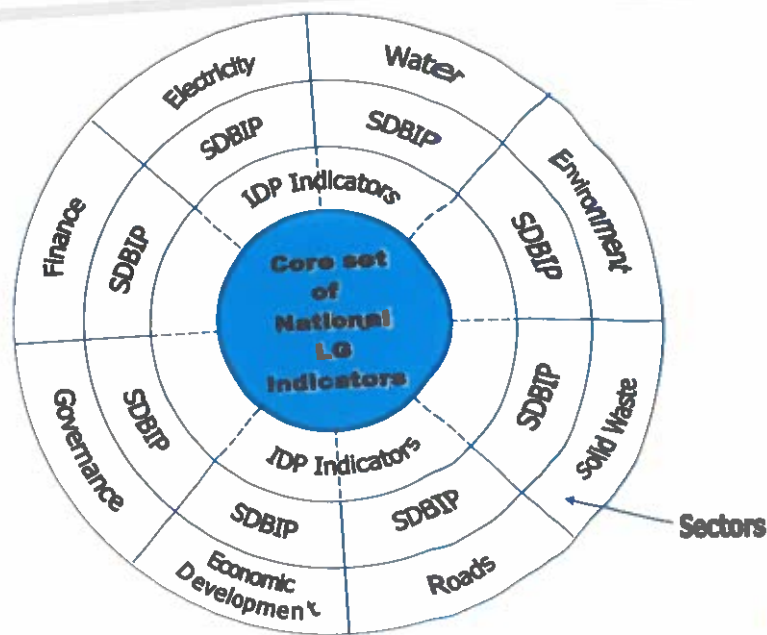 Electricity
Water
Environment
Solid Waste
Roads
Economic
Development
Governance
Finance
SDBIP
SDBIP
SDBIP
SDBIP
SDBIP
SDBIP
SDBIP
SDBIP
IDP Indicators
IDP Indicators
Core set
of
National
LG
Indicators
Sectors